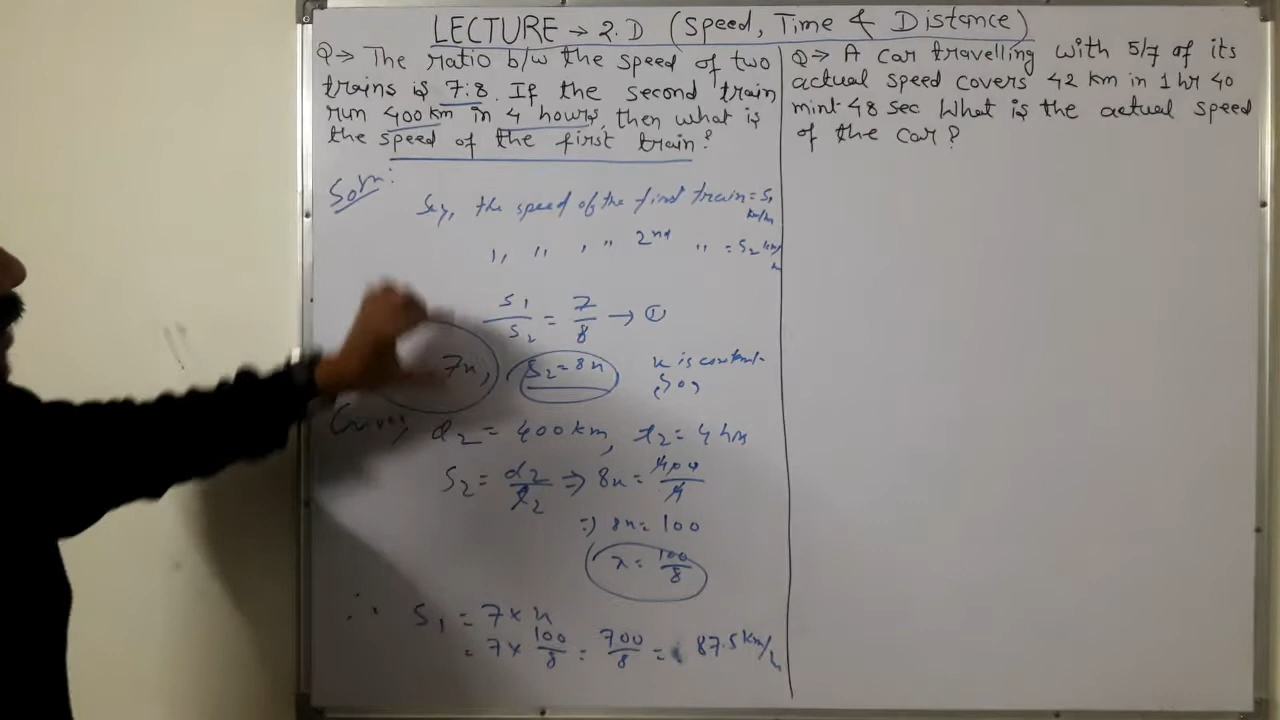 LECTURE → 2.D (Speed, Time & Distance)
Q→ The ratio b/w the speed of two
trains is 7:8. If the second train
run 400 km in 4 hours, then what is
the speed of the first train?
Soln:
the speed of the first train = S1
km/h
,, ,, ,, ,, 2nd ,, = S2 km/
h
S1/S2 = 7/8 → ①
7x, S2 = 8x x is constant.
So,
Given, d2 = 400 km, t2 = 4 hrs
S2 = d2/t2 ⇒ 8x = 400/4
⇒ 8x = 100
x = 100/8
∴ S1 = 7 × x
= 7 × 100/8 = 700/8 = 87.5 km/h
Q→ A car travelling with 5/7 of its
actual speed covers 42 km in 1 hr 40
mint 48 sec What is the actual speed
of the car?